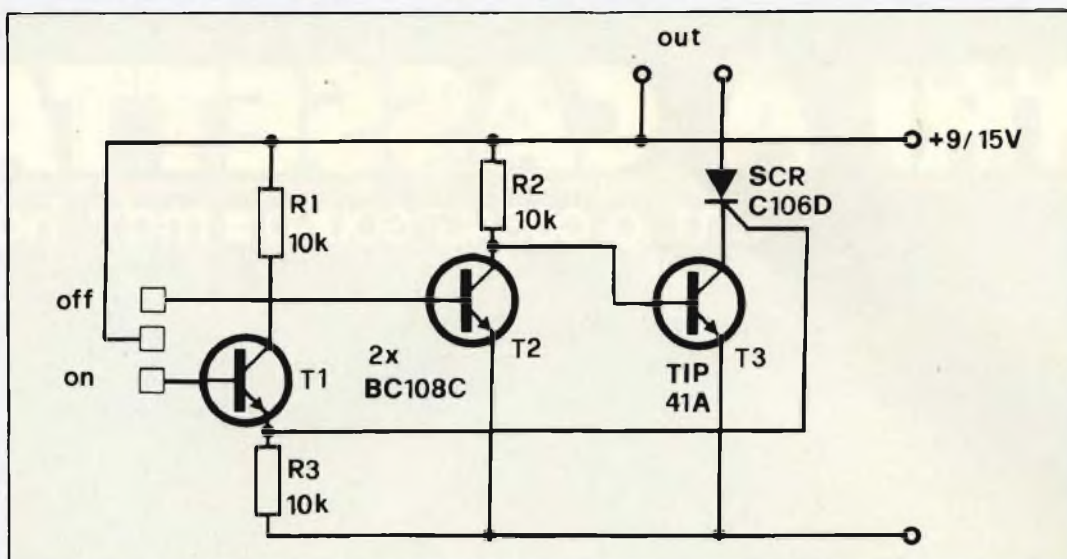 out
+9/15V
R1
10k
R2
10k
SCR
C106D
off
on
T1
2x
BC108C
T2
TIP
41A
T3
R3
10k